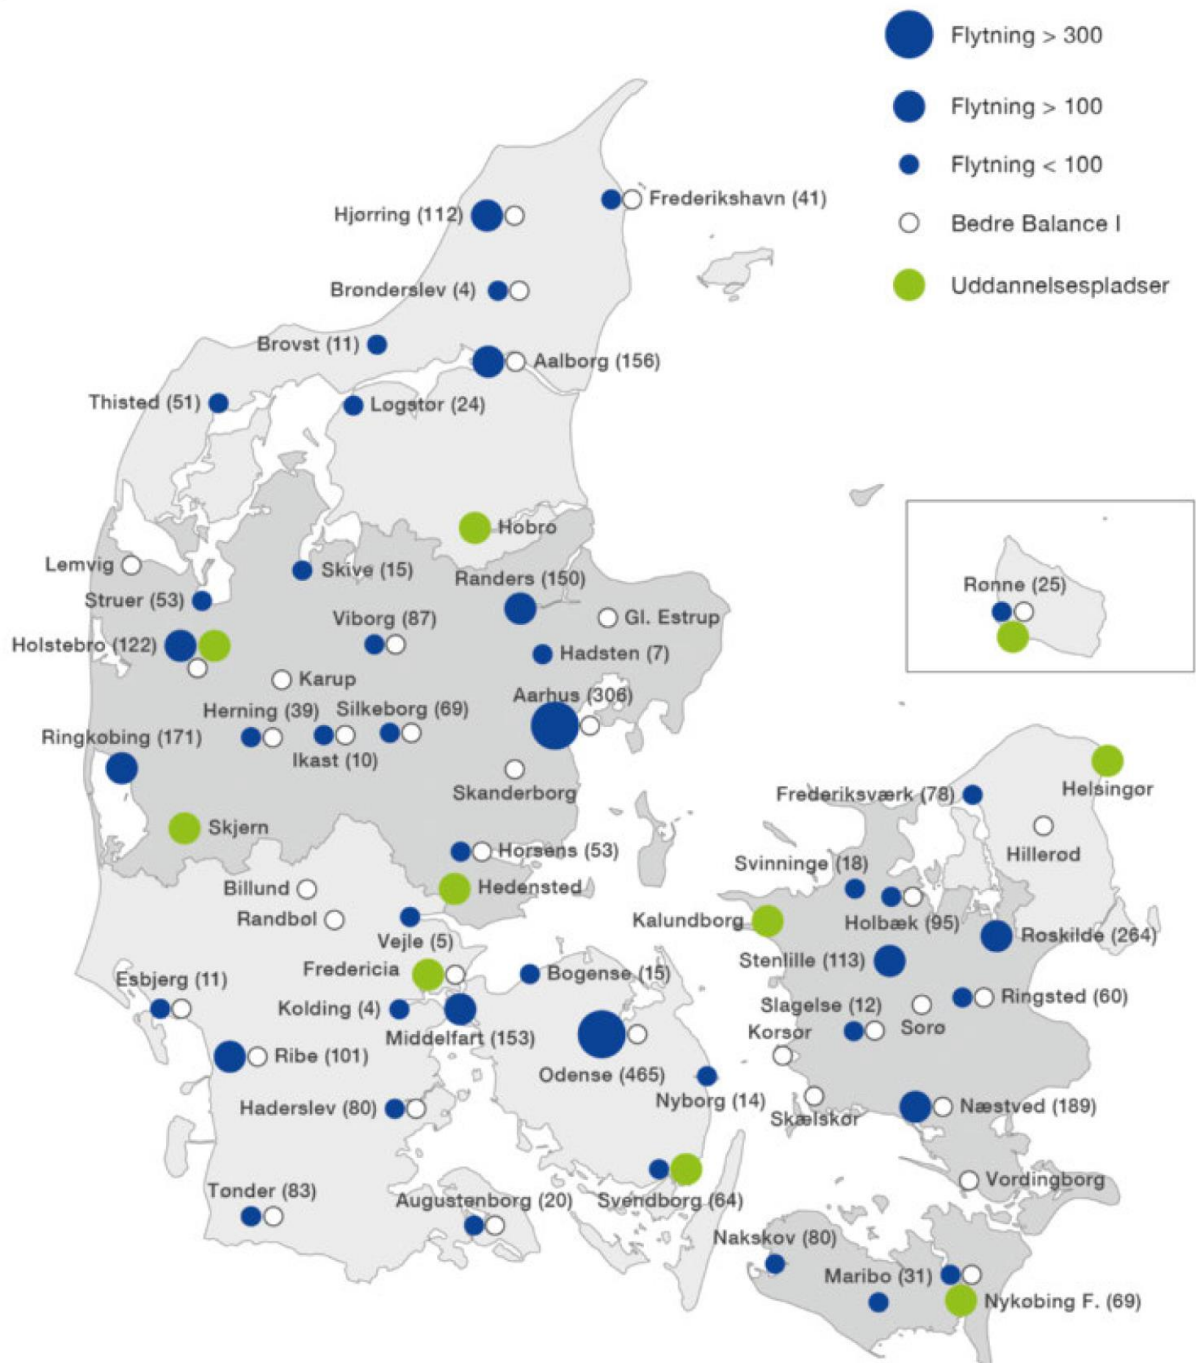 Flytning > 300
Flytning > 100
Flytning < 100
Bedre Balance I
Uddannelsespladser
Frederikshavn (41)
Hjørring (112)
Brønderslev (4)
Brovst (11)
Aalborg (156)
Thisted (51)
Løgstør (24)
Hobro
Lemvig
Skive (15)
Randers (150)
Rønne (25)
Struer (53)
Viborg (87)
Gl. Estrup
Holstebro (122)
Hadsten (7)
Karup
Aarhus (306)
Herning (39)
Silkeborg (69)
Ringkøbing (171)
Ikast (10)
Skanderborg
Helsingør
Frederiksværk (78)
Skjern
Hillerød
Horsens (53)
Svinninge (18)
Billund
Hedensted
Randbøl
Kalundborg
Holbæk (95)
Roskilde (264)
Vejle (5)
Stenlille (113)
Fredericia
Bogense (15)
Esbjerg (11)
Ringsted (60)
Slagelse (12)
Kolding (4)
Sorø
Korsør
Middelfart (153)
Ribe (101)
Odense (465)
Nyborg (14)
Haderslev (80)
Næstved (189)
Skælskør
Vordingborg
Tønder (83)
Augustenborg (20)
Svendborg (64)
Nakskov (80)
Maribo (31)
Nykøbing F. (69)